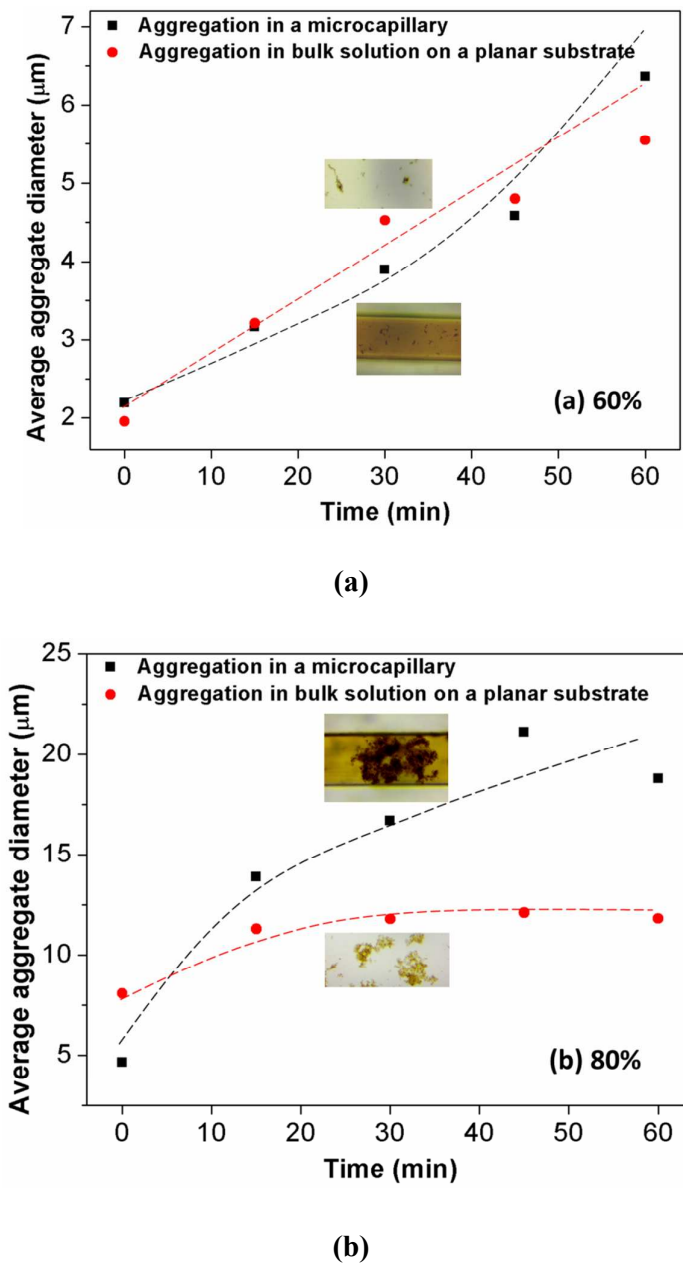 7
6
5
4
3
2
Average aggregate diameter (μm)
Aggregation in a microcapillary
Aggregation in bulk solution on a planar substrate
(a) 60%
0 10 20 30 40 50 60
Time (min)
(a)
25
20
15
10
5
Average aggregate diameter (μm)
Aggregation in a microcapillary
Aggregation in bulk solution on a planar substrate
(b) 80%
0 10 20 30 40 50 60
Time (min)
(b)